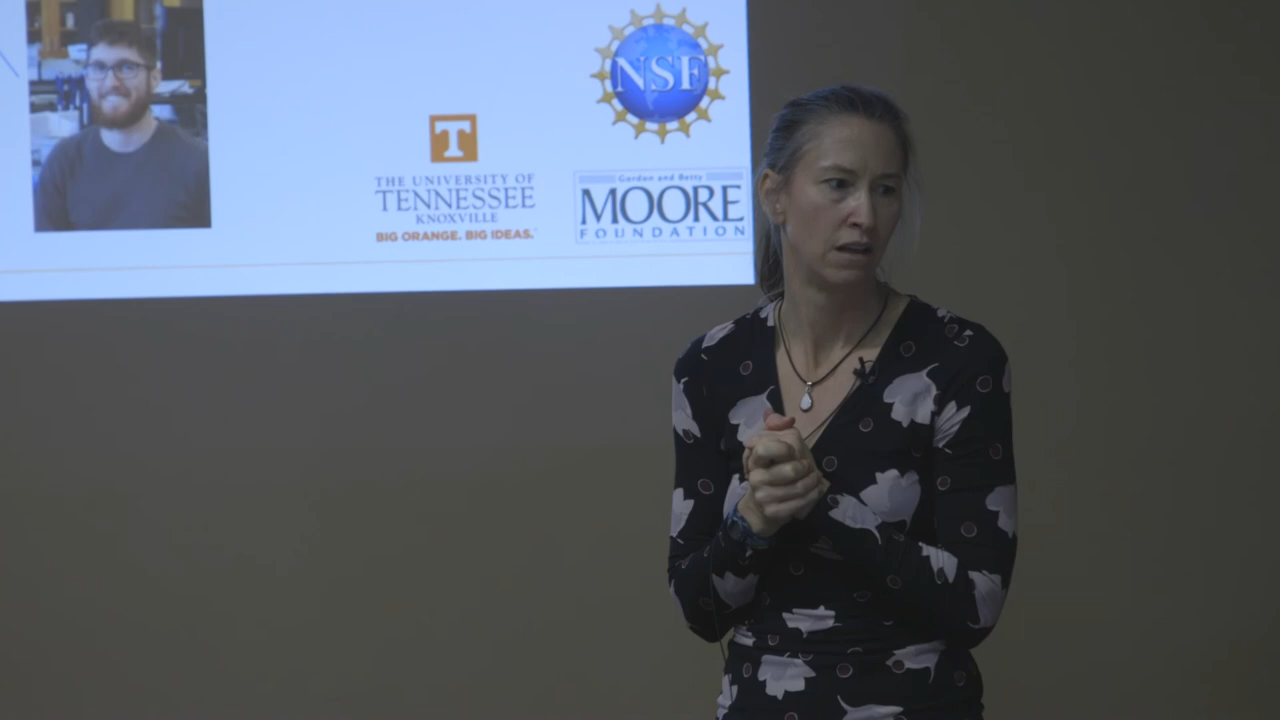 NSF
T
THE UNIVERSITY OF
TENNESSEE
KNOXVILLE
BIG ORANGE. BIG IDEAS.
Gordon and Betty
MOORE
FOUNDATION